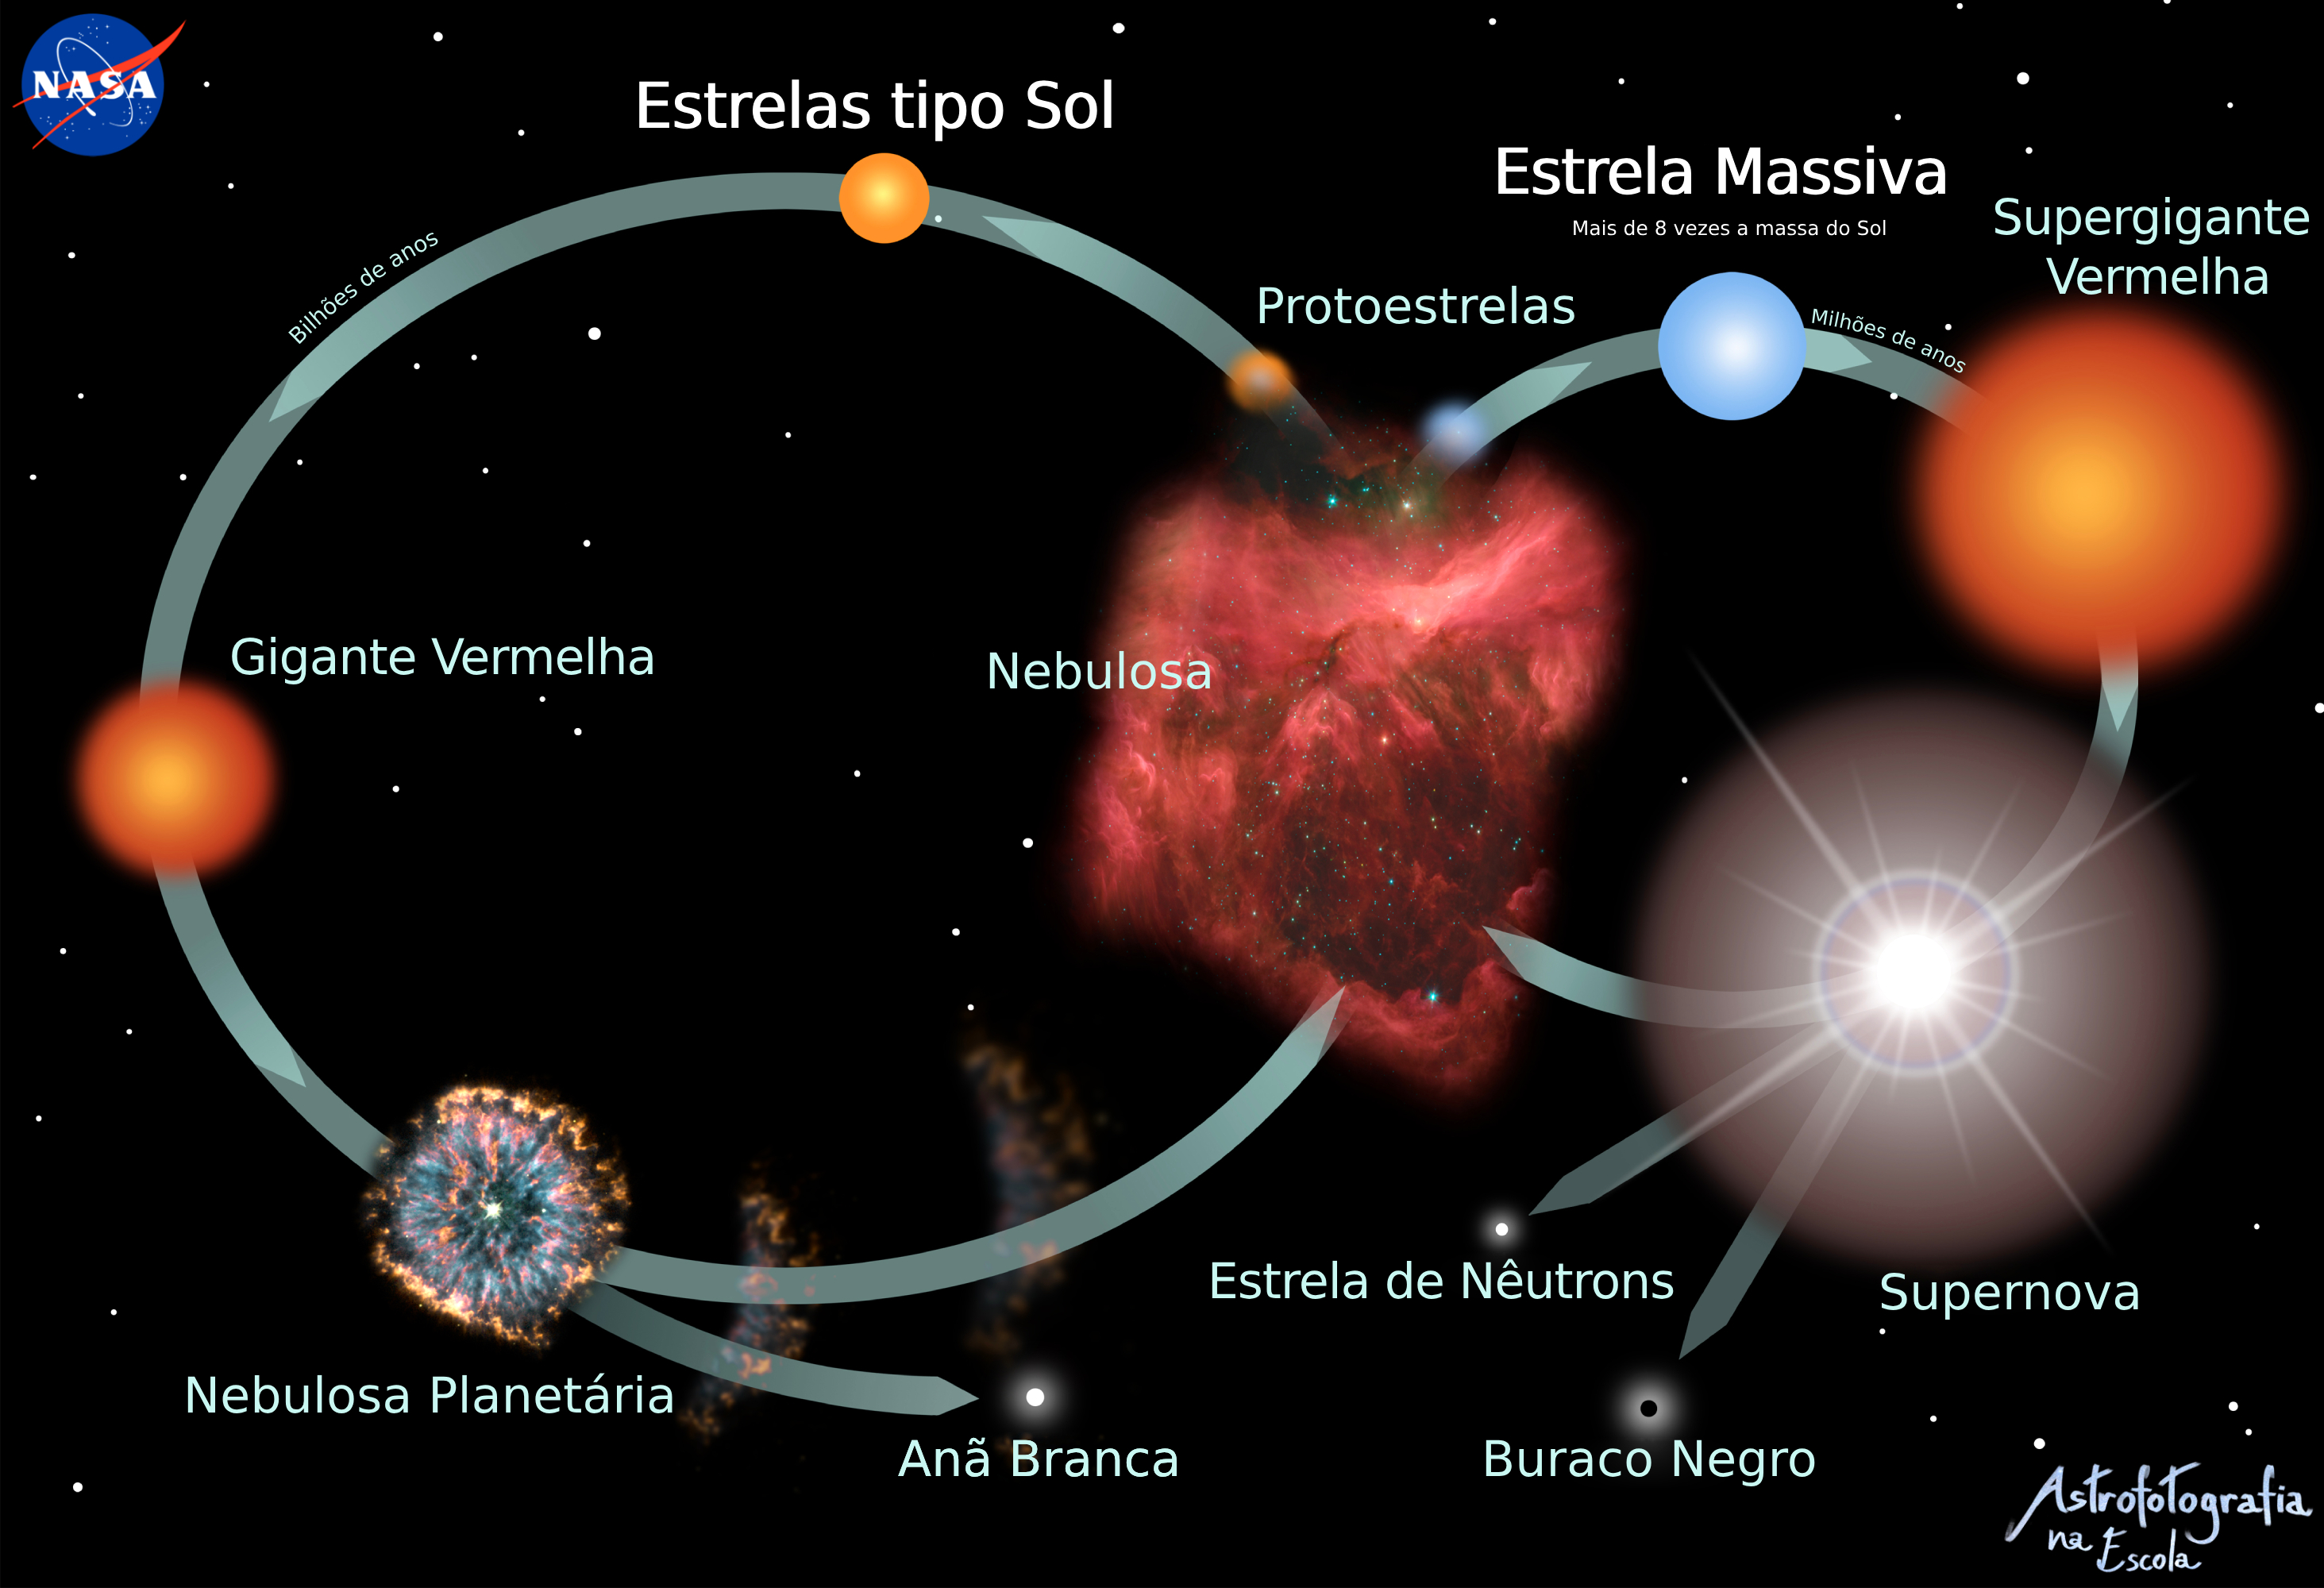 NASA
Estrelas tipo Sol
Estrela Massiva
Mais de 8 vezes a massa do Sol
Supergigante
Vermelha
Protoestrelas
Milhões de anos
Bilhões de anos
Gigante Vermelha
Nebulosa
Estrela de Nêutrons
Supernova
Nebulosa Planetária
Anã Branca
Buraco Negro
Astrofotografia
na Escola